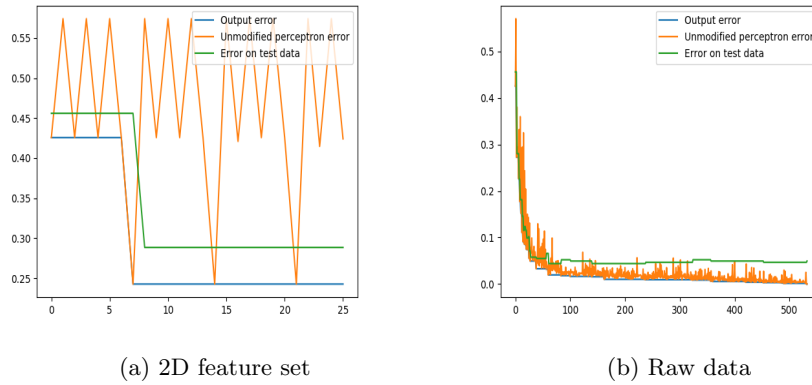 Output error
Unmodified perceptron error
Error on test data
0.55
0.50
0.45
0.40
0.35
0.30
0.25
0 5 10 15 20 25
(a) 2D feature set
Output error
Unmodified perceptron error
Error on test data
0.5
0.4
0.3
0.2
0.1
0.0
0 100 200 300 400 500
(b) Raw data